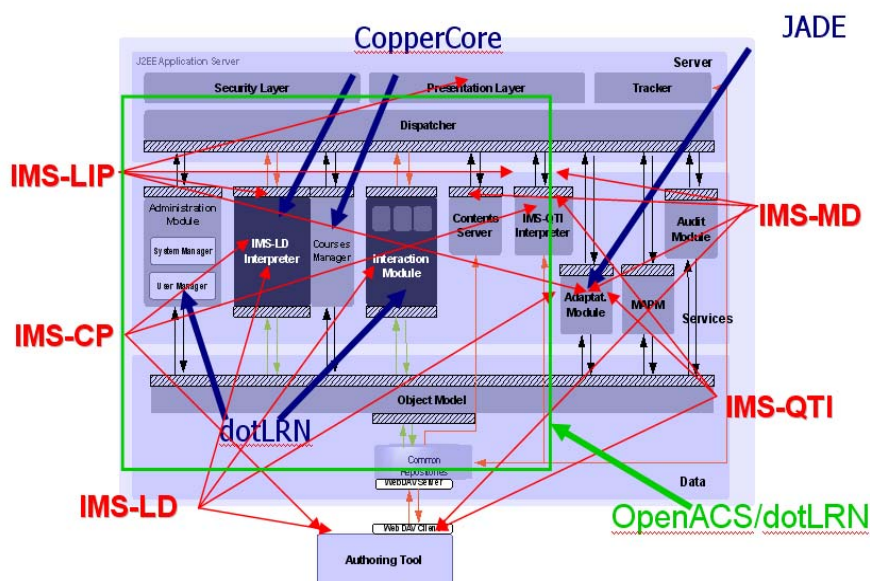 CopperCore
JADE
J2EE Application Server
Server
Security Layer
Presentation Layer
Tracker
Dispatcher
IMS-LIP
IMS-MD
Administration
Module
System Manager
User Manager
IMS-LD
Interpreter
Courses
Manager
Interaction
Module
Contents
Server
IMS-QTI
Interpreter
Audit
Module
Adaptat.
Module
MAPM
Services
IMS-CP
Object Model
IMS-QTI
dotLRN
Common
Repositories
WebDAV Server
Data
IMS-LD
OpenACS/dotLRN
WebDAV Client
Authoring Tool